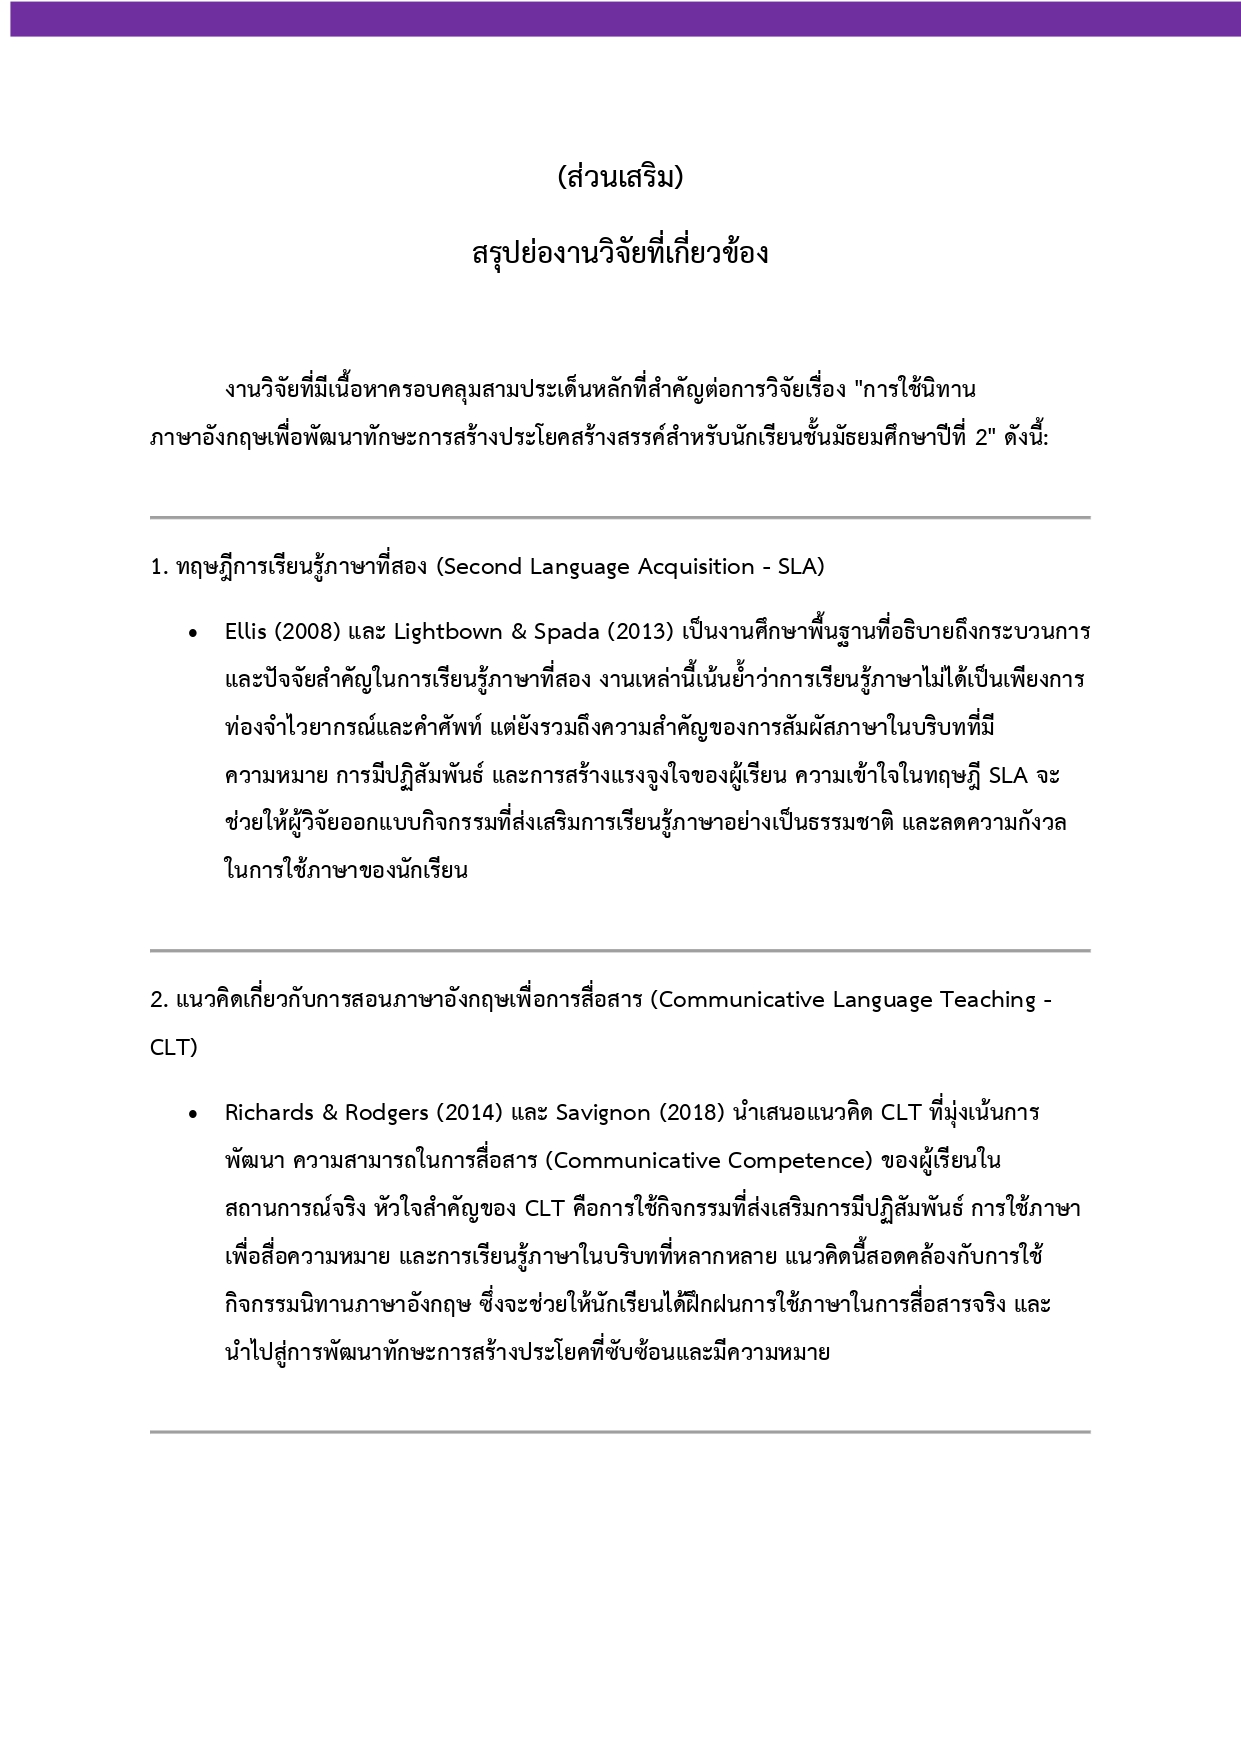 (ส่วนเสริม)
สรุปย่องานวิจัยที่เกี่ยวข้อง
งานวิจัยที่มีเนื้อหาครอบคลุมสามประเด็นหลักที่สำคัญต่อการวิจัยเรื่อง "การใช้นิทาน
ภาษาอังกฤษเพื่อพัฒนาทักษะการสร้างประโยคสร้างสรรค์สำหรับนักเรียนชั้นมัธยมศึกษาปีที่ 2" ดังนี้:
1. ทฤษฎีการเรียนรู้ภาษาที่สอง (Second Language Acquisition - SLA)
• Ellis (2008) และ Lightbown & Spada (2013) เป็นงานศึกษาพื้นฐานที่อธิบายถึงกระบวนการ
และปัจจัยสำคัญในการเรียนรู้ภาษาที่สอง งานเหล่านี้เน้นย้ำว่าการเรียนรู้ภาษาไม่ได้เป็นเพียงการ
ท่องจำไวยากรณ์และคำศัพท์ แต่ยังรวมถึงความสำคัญของการสัมผัสภาษาในบริบทที่มี
ความหมาย การมีปฏิสัมพันธ์ และการสร้างแรงจูงใจของผู้เรียน ความเข้าใจในทฤษฎี SLA จะ
ช่วยให้ผู้วิจัยออกแบบกิจกรรมที่ส่งเสริมการเรียนรู้ภาษาอย่างเป็นธรรมชาติ และลดความกังวล
ในการใช้ภาษาของนักเรียน
2. แนวคิดเกี่ยวกับการสอนภาษาอังกฤษเพื่อการสื่อสาร (Communicative Language Teaching -
CLT)
• Richards & Rodgers (2014) และ Savignon (2018) นำเสนอแนวคิด CLT ที่มุ่งเน้นการ
พัฒนา ความสามารถในการสื่อสาร (Communicative Competence) ของผู้เรียนใน
สถานการณ์จริง หัวใจสำคัญของ CLT คือการใช้กิจกรรมที่ส่งเสริมการมีปฏิสัมพันธ์ การใช้ภาษา
เพื่อสื่อความหมาย และการเรียนรู้ภาษาในบริบทที่หลากหลาย แนวคิดนี้สอดคล้องกับการใช้
กิจกรรมนิทานภาษาอังกฤษ ซึ่งจะช่วยให้นักเรียนได้ฝึกฝนการใช้ภาษาในการสื่อสารจริง และ
นำไปสู่การพัฒนาทักษะการสร้างประโยคที่ซับซ้อนและมีความหมาย